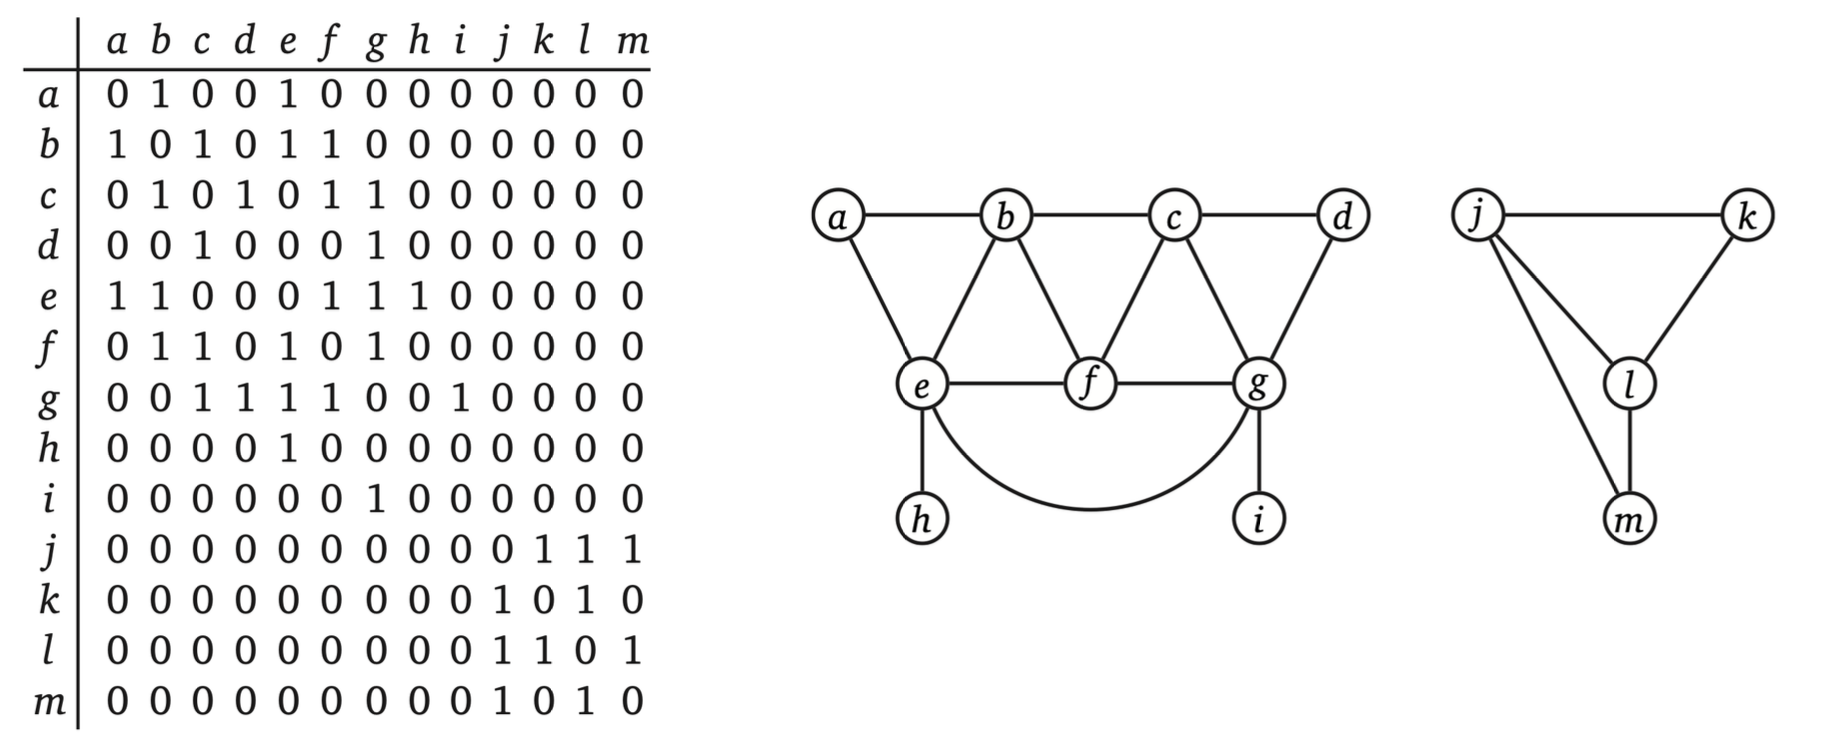 a b c d e f g h i j k l m
a 0 1 0 0 1 0 0 0 0 0 0 0 0
b 1 0 1 0 1 1 0 0 0 0 0 0 0
c 0 1 0 1 0 1 1 0 0 0 0 0 0
d 0 0 1 0 0 0 1 0 0 0 0 0 0
e 1 1 0 0 0 1 1 1 0 0 0 0 0
f 0 1 1 0 1 0 1 0 0 0 0 0 0
g 0 0 1 1 1 1 0 0 1 0 0 0 0
h 0 0 0 0 1 0 0 0 0 0 0 0 0
i 0 0 0 0 0 0 1 0 0 0 0 0 0
j 0 0 0 0 0 0 0 0 0 0 1 1 1
k 0 0 0 0 0 0 0 0 0 1 0 1 0
l 0 0 0 0 0 0 0 0 0 1 1 0 1
m 0 0 0 0 0 0 0 0 0 1 0 1 0
a b c d
e f g
h i
j k
l
m